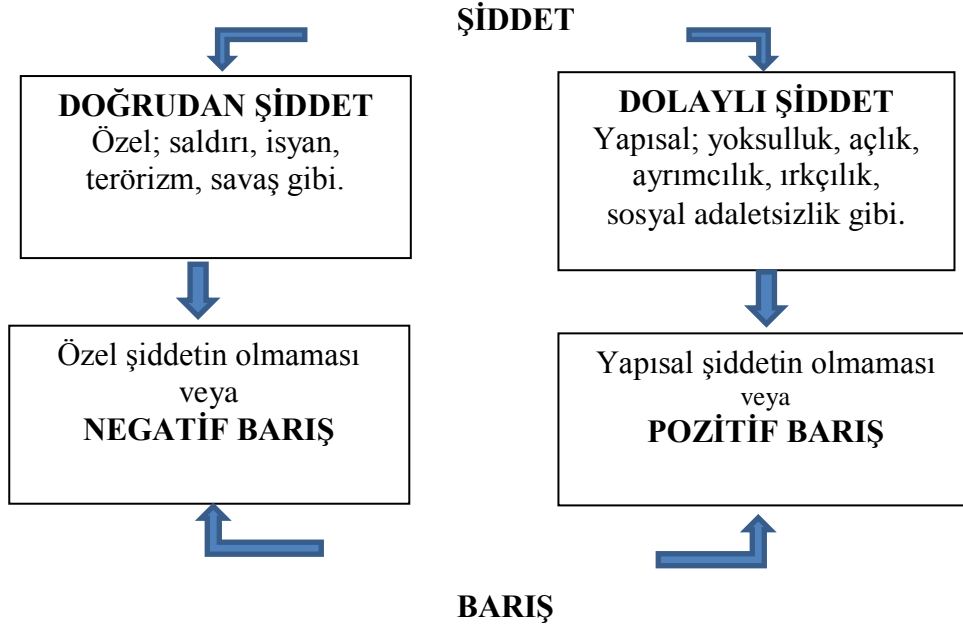 ŞİDDET
DOĞRUDAN ŞİDDET
Özel; saldırı, isyan,
terörizm, savaş gibi.
DOLAYLI ŞİDDET
Yapısal; yoksulluk, açlık,
ayrımcılık, ırkçılık,
sosyal adaletsizlik gibi.
Özel şiddetin olmaması
veya
NEGATİF BARIŞ
Yapısal şiddetin olmaması
veya
POZİTİF BARIŞ
BARIŞ